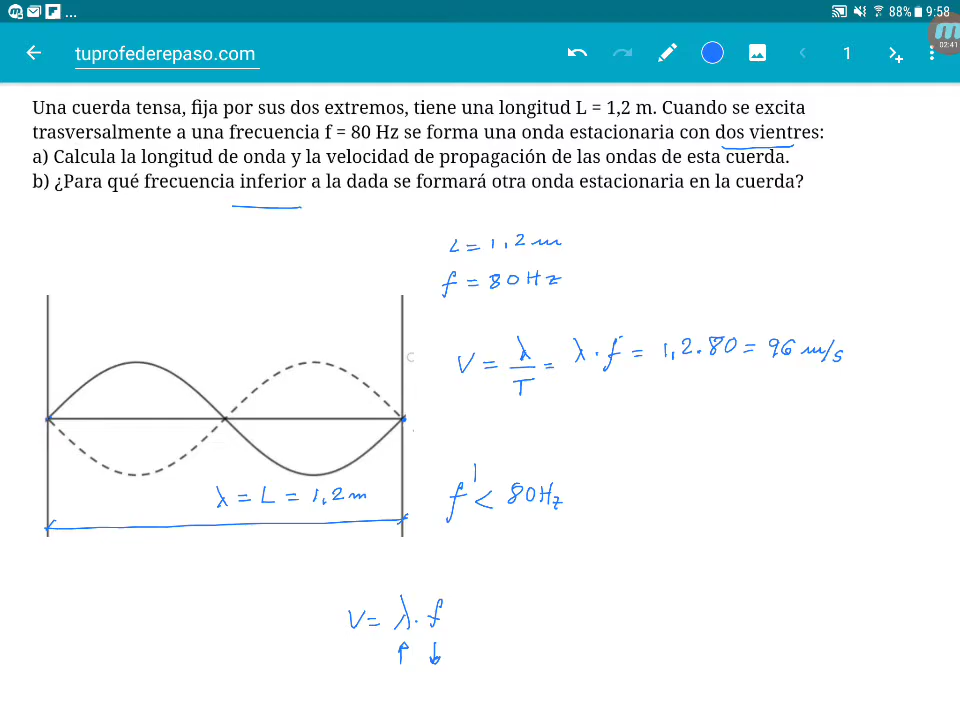 88% 9:58
tuprofederepaso.com
1
02:41
Una cuerda tensa, fija por sus dos extremos, tiene una longitud L = 1,2 m. Cuando se excita
trasversalmente a una frecuencia f = 80 Hz se forma una onda estacionaria con dos vientres:
a) Calcula la longitud de onda y la velocidad de propagación de las ondas de esta cuerda.
b) ¿Para qué frecuencia inferior a la dada se formará otra onda estacionaria en la cuerda?
L = 1,2 m
f = 80 Hz
V = λ/T = λ · f = 1,2 · 80 = 96 m/s
λ = L = 1,2 m
f' < 80 Hz
V = λ · f
↑ ↓